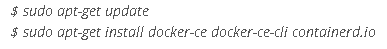 $ sudo apt-get update
$ sudo apt-get install docker-ce docker-ce-cli containerd.io